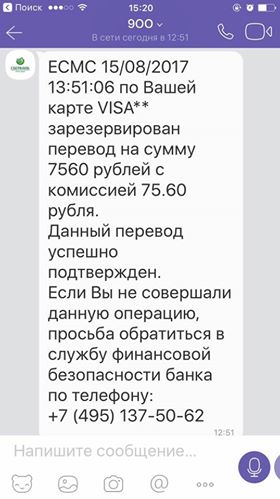 Поиск 15:20
9OO
В сети сегодня в 12:51
СБЕРБАНК
ECMC 15/08/2017
13:51:06 по Вашей
карте VISA**
зарезервирован
перевод на сумму
7560 рублей с
комиссией 75.60
рубля.
Данный перевод
успешно
подтвержден.
Если Вы не совершали
данную операцию,
просьба обратиться в
службу финансовой
безопасности банка
по телефону:
+7 (495) 137-50-62
12:51
Напишите сообщение...